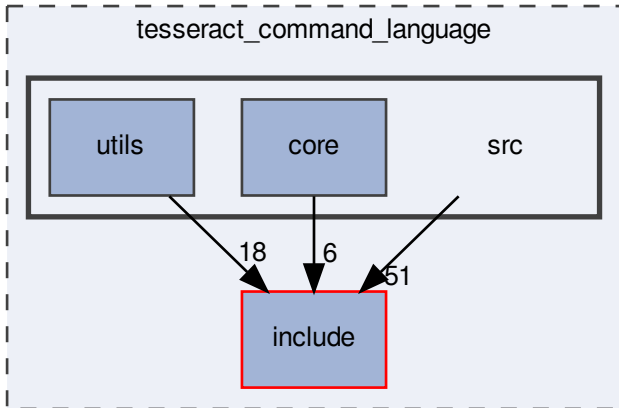 tesseract_command_language
utils
core
src
18
6
51
include